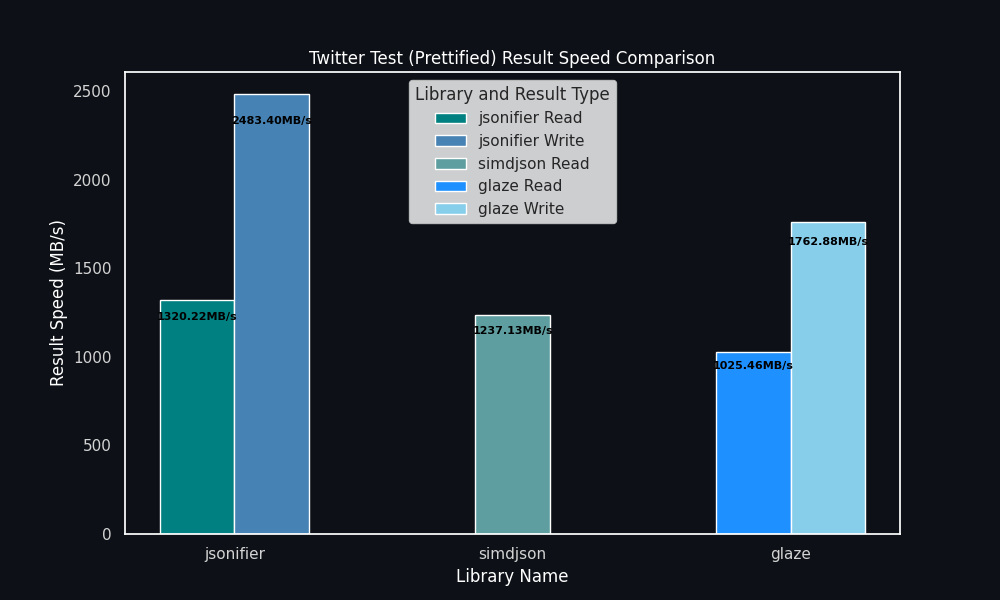 Twitter Test (Prettified) Result Speed Comparison
Library and Result Type
jsonifier Read
jsonifier Write
simdjson Read
glaze Read
glaze Write
Result Speed (MB/s)
2500
2000
1500
1000
500
0
1320.22MB/s
2483.40MB/s
1237.13MB/s
1025.46MB/s
1762.88MB/s
jsonifier
simdjson
glaze
Library Name